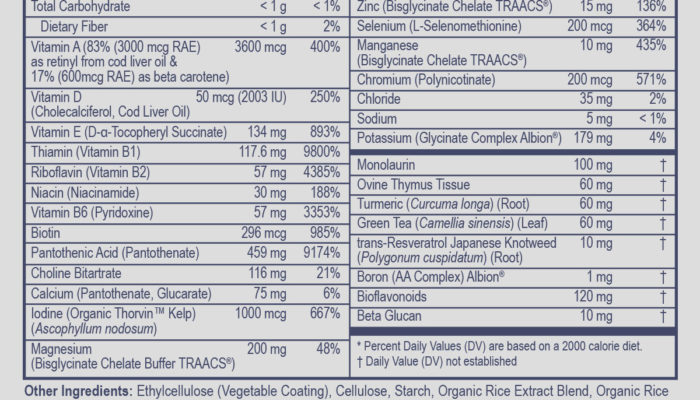 Total Carbohydrate < 1 g < 1%
Dietary Fiber < 1 g 2%
Vitamin A (83% (3000 mcg RAE) 3600 mcg 400%
as retinyl from cod liver oil &
17% (600mcg RAE) as beta carotene)
Vitamin D 50 mcg (2003 IU) 250%
(Cholecalciferol, Cod Liver Oil)
Vitamin E (D-α-Tocopheryl Succinate) 134 mg 893%
Thiamin (Vitamin B1) 117.6 mg 9800%
Riboflavin (Vitamin B2) 57 mg 4385%
Niacin (Niacinamide) 30 mg 188%
Vitamin B6 (Pyridoxine) 57 mg 3353%
Biotin 296 mcg 985%
Pantothenic Acid (Pantothenate) 459 mg 9174%
Choline Bitartrate 116 mg 21%
Calcium (Pantothenate, Glucarate) 75 mg 6%
Iodine (Organic Thorvin™ Kelp) 1000 mcg 667%
(Ascophyllum nodosum)
Magnesium 200 mg 48%
(Bisglycinate Chelate Buffer TRAACS®)
Zinc (Bisglycinate Chelate TRAACS®) 15 mg 136%
Selenium (L-Selenomethionine) 200 mcg 364%
Manganese 10 mg 435%
(Bisglycinate Chelate TRAACS®)
Chromium (Polynicotinate) 200 mcg 571%
Chloride 35 mg 2%
Sodium 5 mg < 1%
Potassium (Glycinate Complex Albion®) 179 mg 4%
Monolaurin 100 mg †
Ovine Thymus Tissue 60 mg †
Turmeric (Curcuma longa) (Root) 60 mg †
Green Tea (Camellia sinensis) (Leaf) 60 mg †
trans-Resveratrol Japanese Knotweed 10 mg †
(Polygonum cuspidatum) (Root)
Boron (AA Complex) Albion® 1 mg †
Bioflavonoids 120 mg †
Beta Glucan 10 mg †
* Percent Daily Values (DV) are based on a 2000 calorie diet.
† Daily Value (DV) not established
Other Ingredients: Ethylcellulose (Vegetable Coating), Cellulose, Starch, Organic Rice Extract Blend, Organic Rice